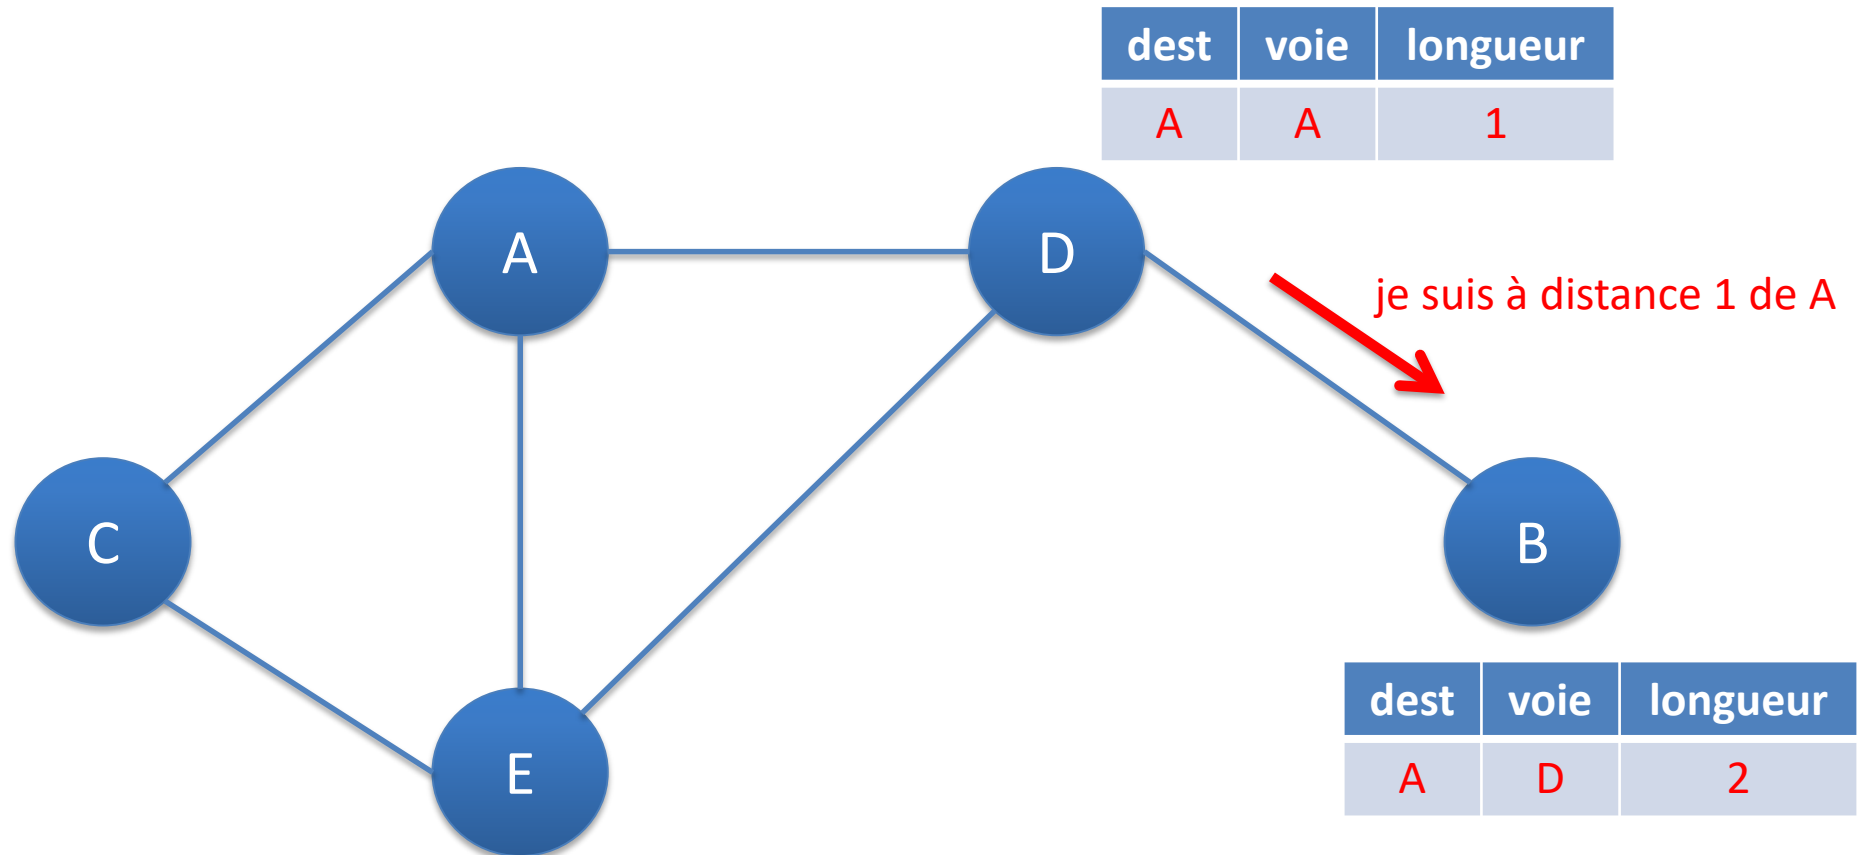 dest voie longueur
A A 1
A D
je suis à distance 1 de A
C B
E
dest voie longueur
A D 2